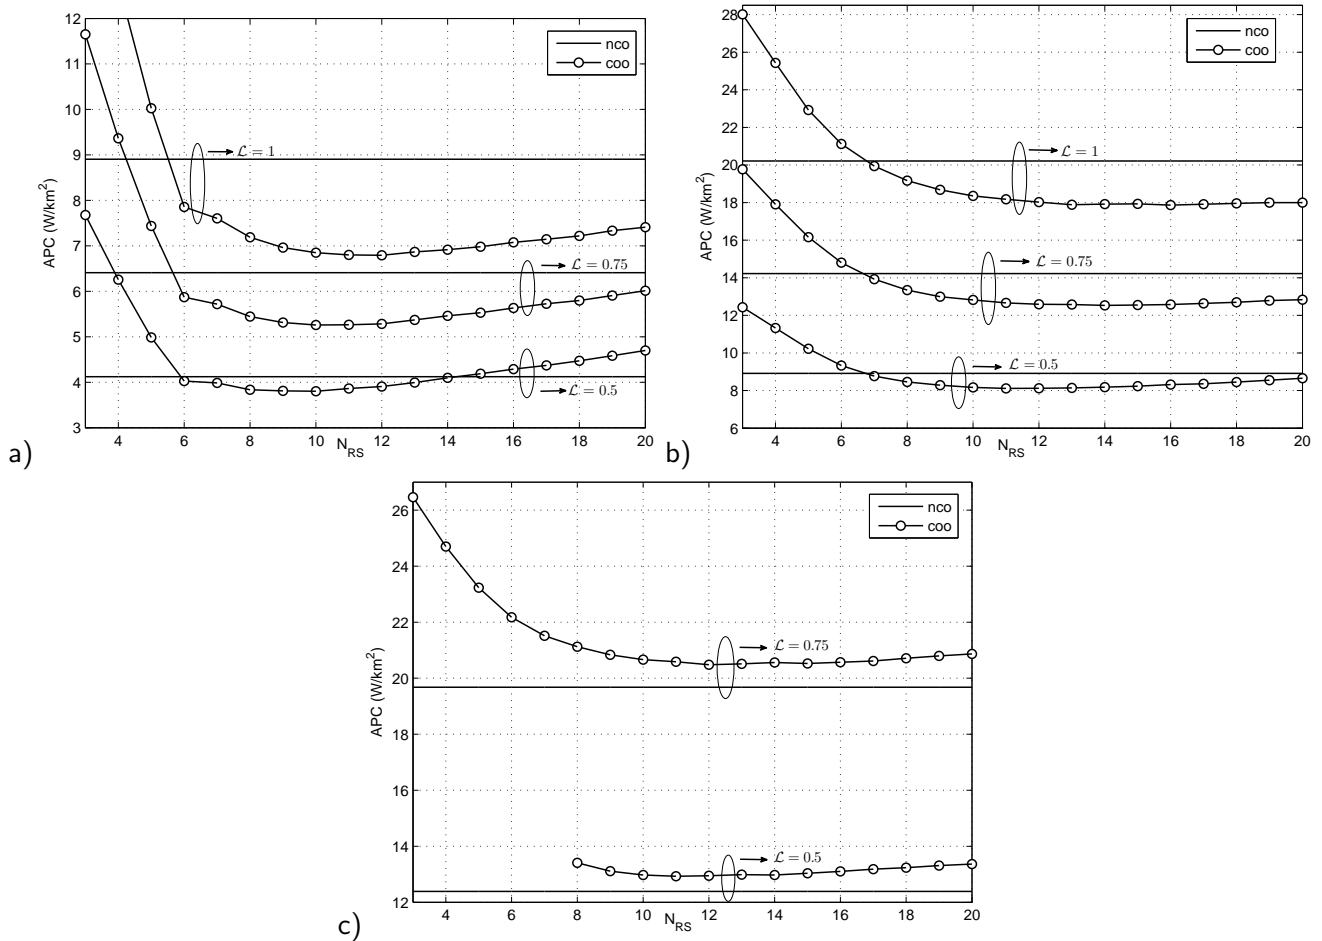 12
11
10
9
8
7
6
5
4
3
APC (W/km²)
nco
coo
ℒ = 1
ℒ = 0.75
ℒ = 0.5
4 6 8 10 12 14 16 18 20
N_RS
a)
28
26
24
22
20
18
16
14
12
10
8
6
APC (W/km²)
nco
coo
ℒ = 1
ℒ = 0.75
ℒ = 0.5
4 6 8 10 12 14 16 18 20
N_RS
b)
26
24
22
20
18
16
14
12
APC (W/km²)
nco
coo
ℒ = 0.75
ℒ = 0.5
4 6 8 10 12 14 16 18 20
N_RS
c)